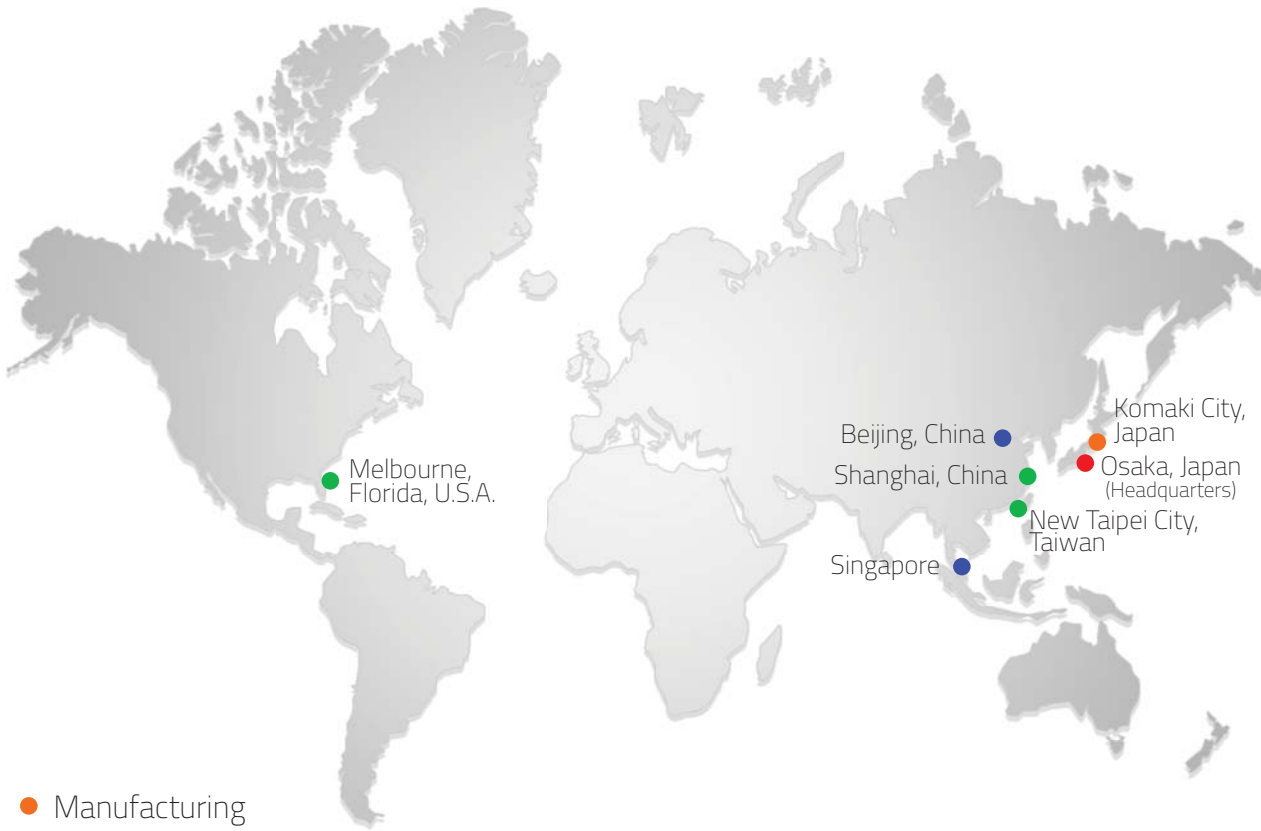 Komaki City,
Japan
Beijing, China
Osaka, Japan
(Headquarters)
Melbourne,
Florida, U.S.A.
Shanghai, China
New Taipei City,
Taiwan
Singapore
Manufacturing